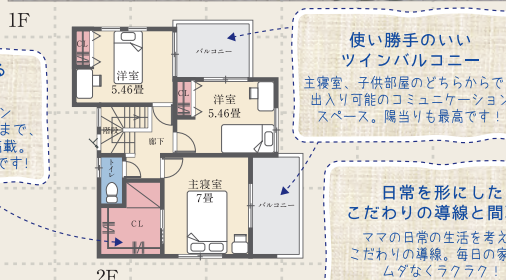 1F
る
使い勝手のいい
ツインバルコニー
主寝室、子供部屋のどちらからで
出入り可能のコミュニケーション
スペース。陽当りも最高です！
CL
洋室
5.46畳
バルコニー
CL
洋室
5.46畳
ン
まで、
載。
です!
階段
廊下
トイレ
CL
主寝室
7畳
バルコニー
日常を形にした
こだわりの導線と間
ママの日常の生活を考え
こだわりの導線。毎日の家
ムダなくラクラク！
2F